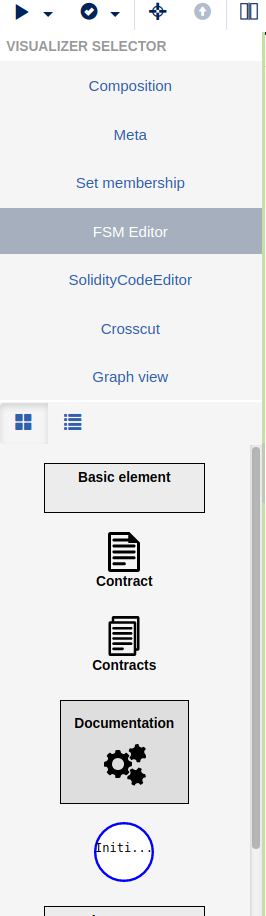 VISUALIZER SELECTOR
Composition
Meta
Set membership
FSM Editor
SolidityCodeEditor
Crosscut
Graph view
Basic element
Contract
Contracts
Documentation
Initi...